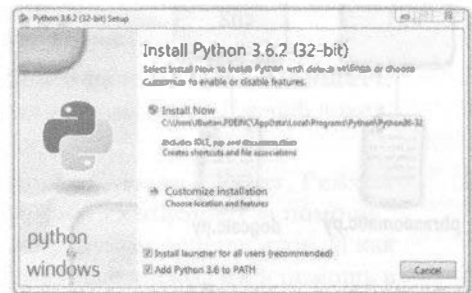 Python 3.6.2 (32-bit) Setup
Install Python 3.6.2 (32-bit)
Select Install Now to install Python with default settings, or choose
Customize to enable or disable features.
Install Now
Includes IDLE, pip and documentation
Creates shortcuts and file associations
Customize installation
Choose location and features
python
for
windows
Install launcher for all users (recommended)
Add Python 3.6 to PATH
Cancel